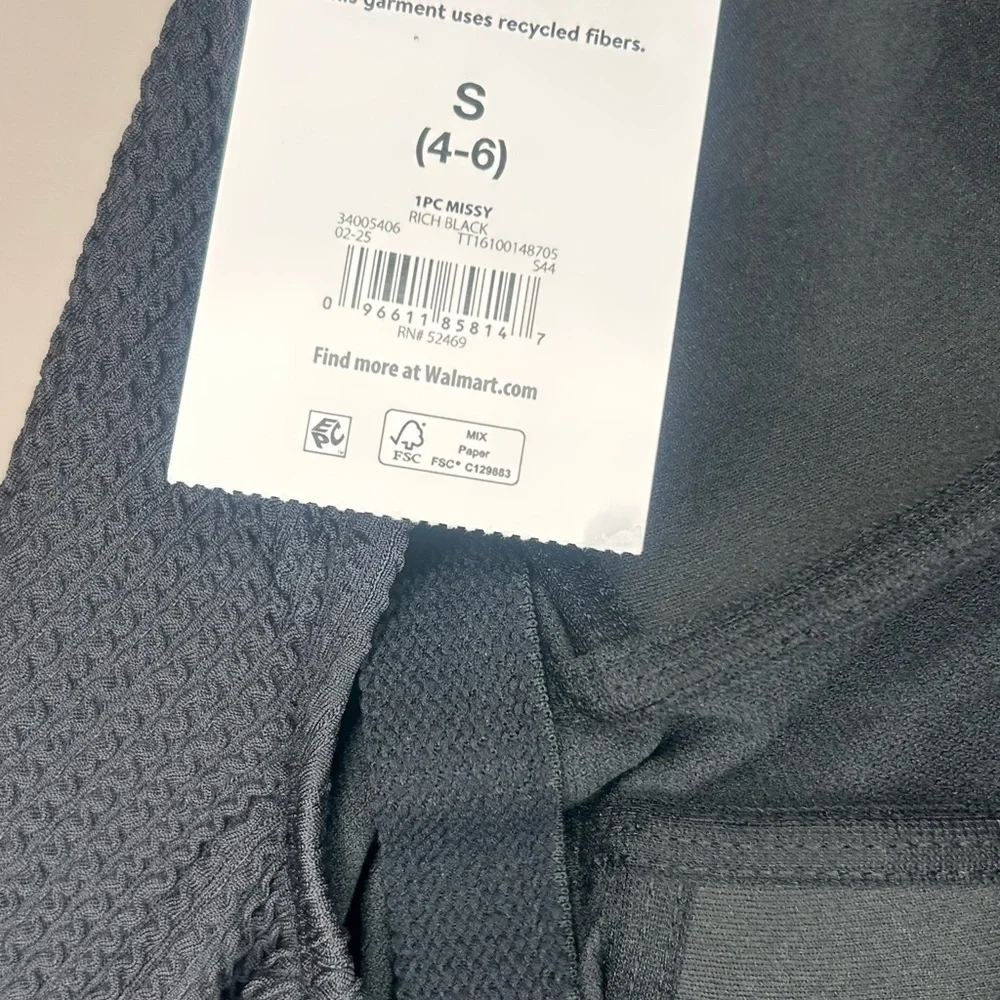 garment uses recycled fibers.
S
(4-6)
1PC MISSY
RICH BLACK
34005406 TT16100148705
02-25 S44
0 96611 85814 7
RN# 52469
Find more at Walmart.com
EPC™
FSC
MIX
Paper
FSC® C129883